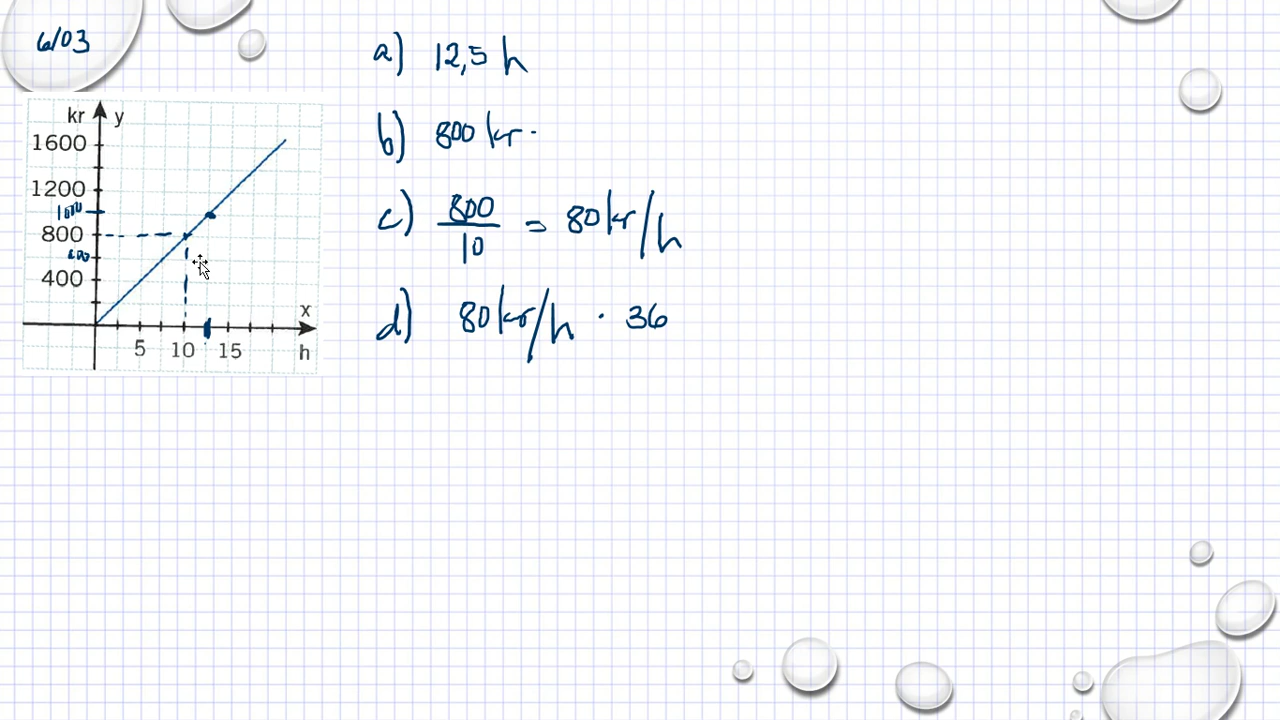 6/03
kr y
1600
1200
1000
800
600
400
x
5 10 15 h
a) 12,5 h
b) 800 kr.
c) 800/10 = 80 kr/h
d) 80 kr/h · 36